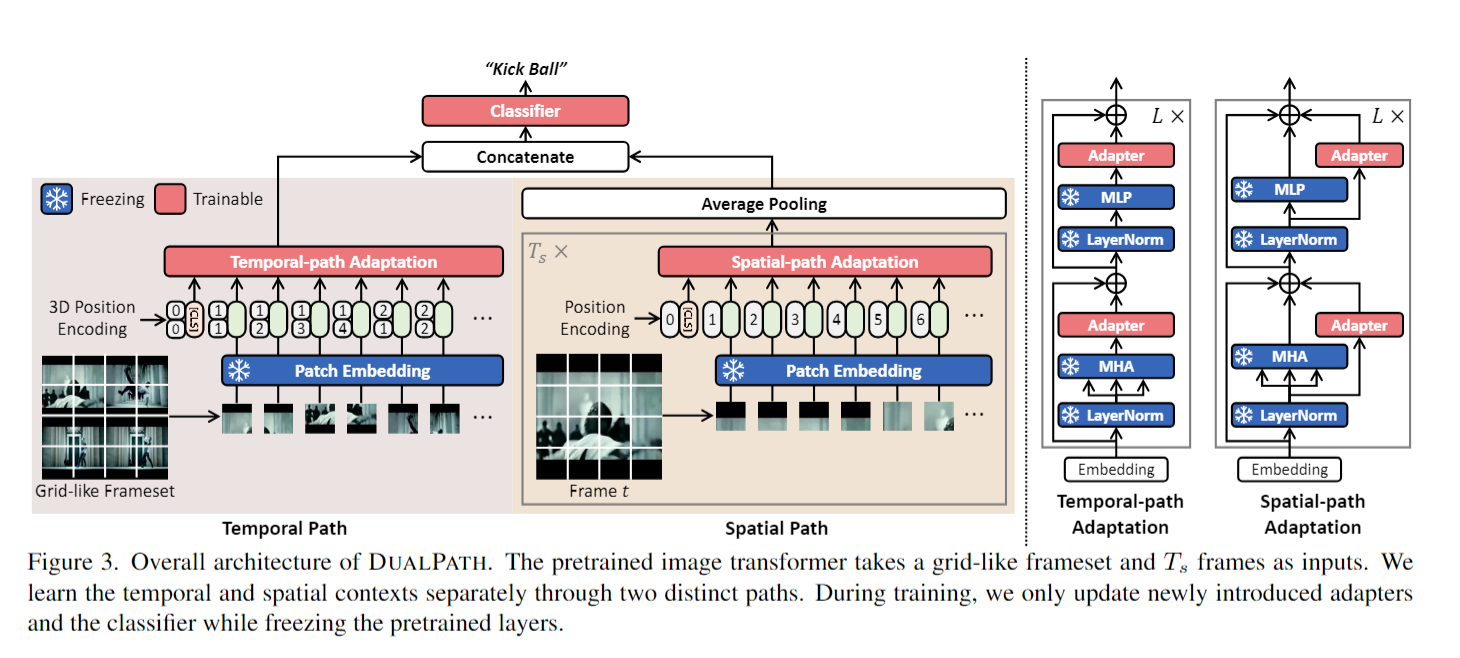 “Kick Ball”
Classifier
Concatenate
Freezing
Trainable
Average Pooling
Temporal-path Adaptation
T_s ×
Spatial-path Adaptation
3D Position
Encoding
0 0 [CLS] 1 1 1 2 1 3 1 4 2 1 2 2 ...
Position
Encoding
0 [CLS] 1 2 3 4 5 6 ...
Patch Embedding
Patch Embedding
...
...
Grid-like Frameset
Frame t
Temporal Path
Spatial Path
L ×
Adapter
MLP
LayerNorm
Adapter
MHA
LayerNorm
Embedding
Temporal-path
Adaptation
L ×
Adapter
MLP
LayerNorm
Adapter
MHA
LayerNorm
Embedding
Spatial-path
Adaptation
Figure 3. Overall architecture of DUALPATH. The pretrained image transformer takes a grid-like frameset and T_s frames as inputs. We
learn the temporal and spatial contexts separately through two distinct paths. During training, we only update newly introduced adapters
and the classifier while freezing the pretrained layers.